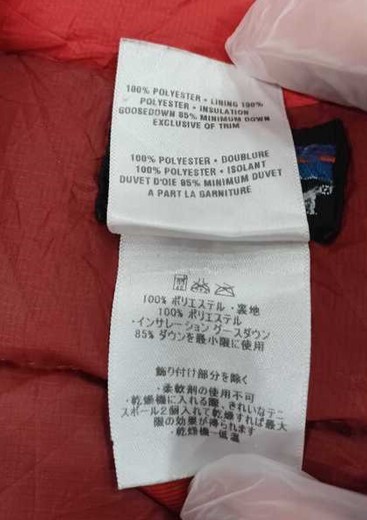 100% POLYESTER • LINING 100%
POLYESTER • INSULATION
GOOSEDOWN 85% MINIMUM DOWN
EXCLUSIVE OF TRIM
100% POLYESTER • DOUBLURE
100% POLYESTER • ISOLANT
DUVET D'OIE 85% MINIMUM DUVET
A PART LA GARNITURE
100% ポリエステル・裏地
100% ポリエステル
・インサレーション グースダウン
85% ダウンを最小限に使用
飾り付け部分を除く
・柔軟剤の使用不可
・乾燥機に入れる際、きれいなテニ
スボール2個入れて乾燥すれば最大
限の効果が得られます
・乾燥機−低温